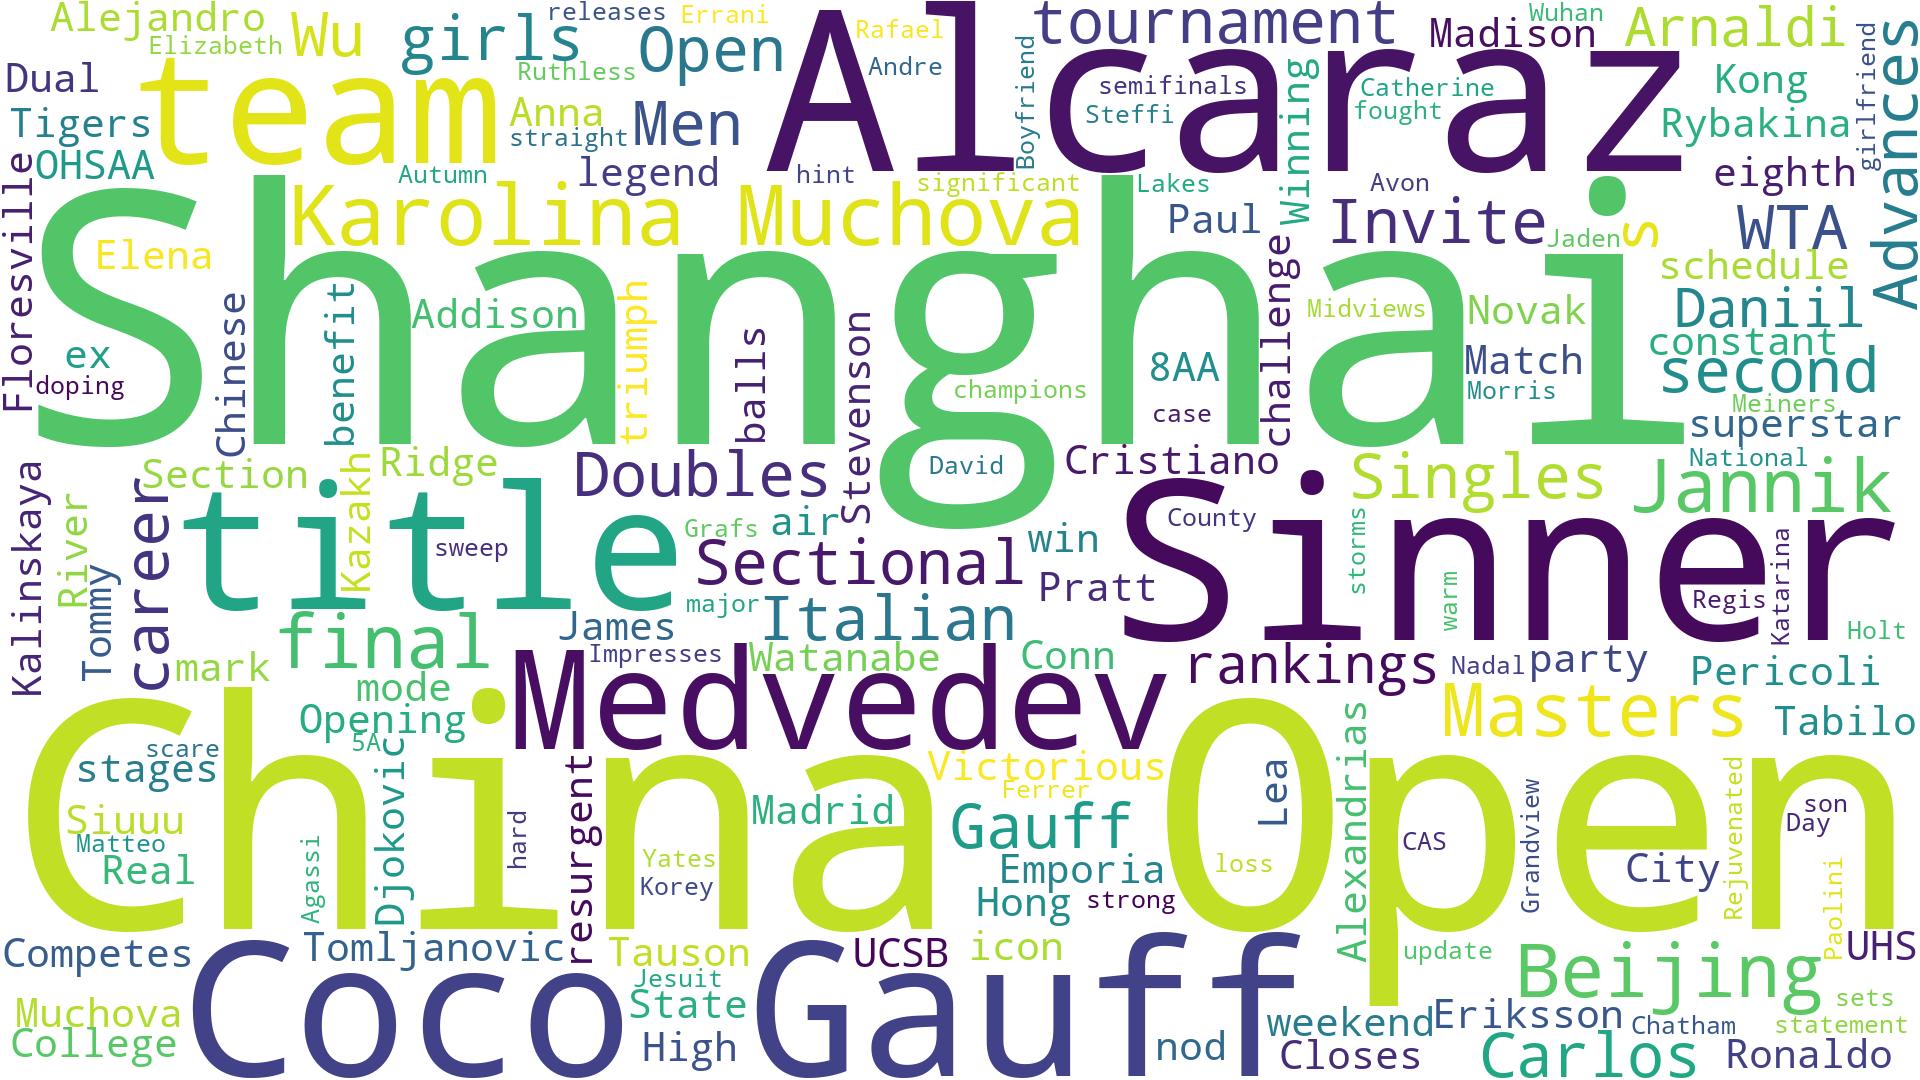 Alejandro
Elizabeth
Wu
girls
releases
Errani
Open
Ruthless
Rafael
Andre
Alcaraz
tournament
Boyfriend
semifinals
Steffi
Winning
Madison
Wuhan
Arnaldi
Catherine
fought
Kong
Rybakina
girlfriend
Advances
Dual
Tigers
OHSAA
team
Anna
straight
Men
legend
Autumn
hint
significant
Lakes
Avon
eighth
Floresville
Karolina Muchova
Paul
Invite
Jaden
s
WTA
Shanghai
Elena
schedule
Daniil
constant
second
Meiners
superstar
National
ex
doping
Chinese
benefit
Addison
triumph
balls
Stevenson
champions
8AA
case
challenge
Midviews
Novak
Match
Morris
David
Cristiano
Singles
Jannik
Kalinskaya
River
Tommy
career
Section
Ridge
Kazakh
title
sweep
Doubles
Grafs
air
Sectional
major
win
Pratt
Sinner
County
storms
warm
Regis
Katarina
Holt
mark
final
mode
Opening
5A
James
Impresses
Italian
Watanabe
Conn
rankings
Nadal
party
Pericoli
Medvedev
Masters
Tabilo
China Open
scare
stages
Siuuu
Matteo
Real
Agassi
Djokovic
hard
resurgent
Yates
Korey
Madrid
Victorious
Ferrer
Gauff
Emporia
Hong
strong
Lea
loss
Alexandrias
CAS
Grandview
City
Rejuvenated
son
Day
Paolini
Competes
Tomljanovic
Tauson
UCSB
icon
update
Beijing
UHS
Muchova
College
Coco Gauff
Jesuit
State
High
nod
weekend
Closes
Eriksson
Carlos
Chatham
sets
statement
Ronaldo